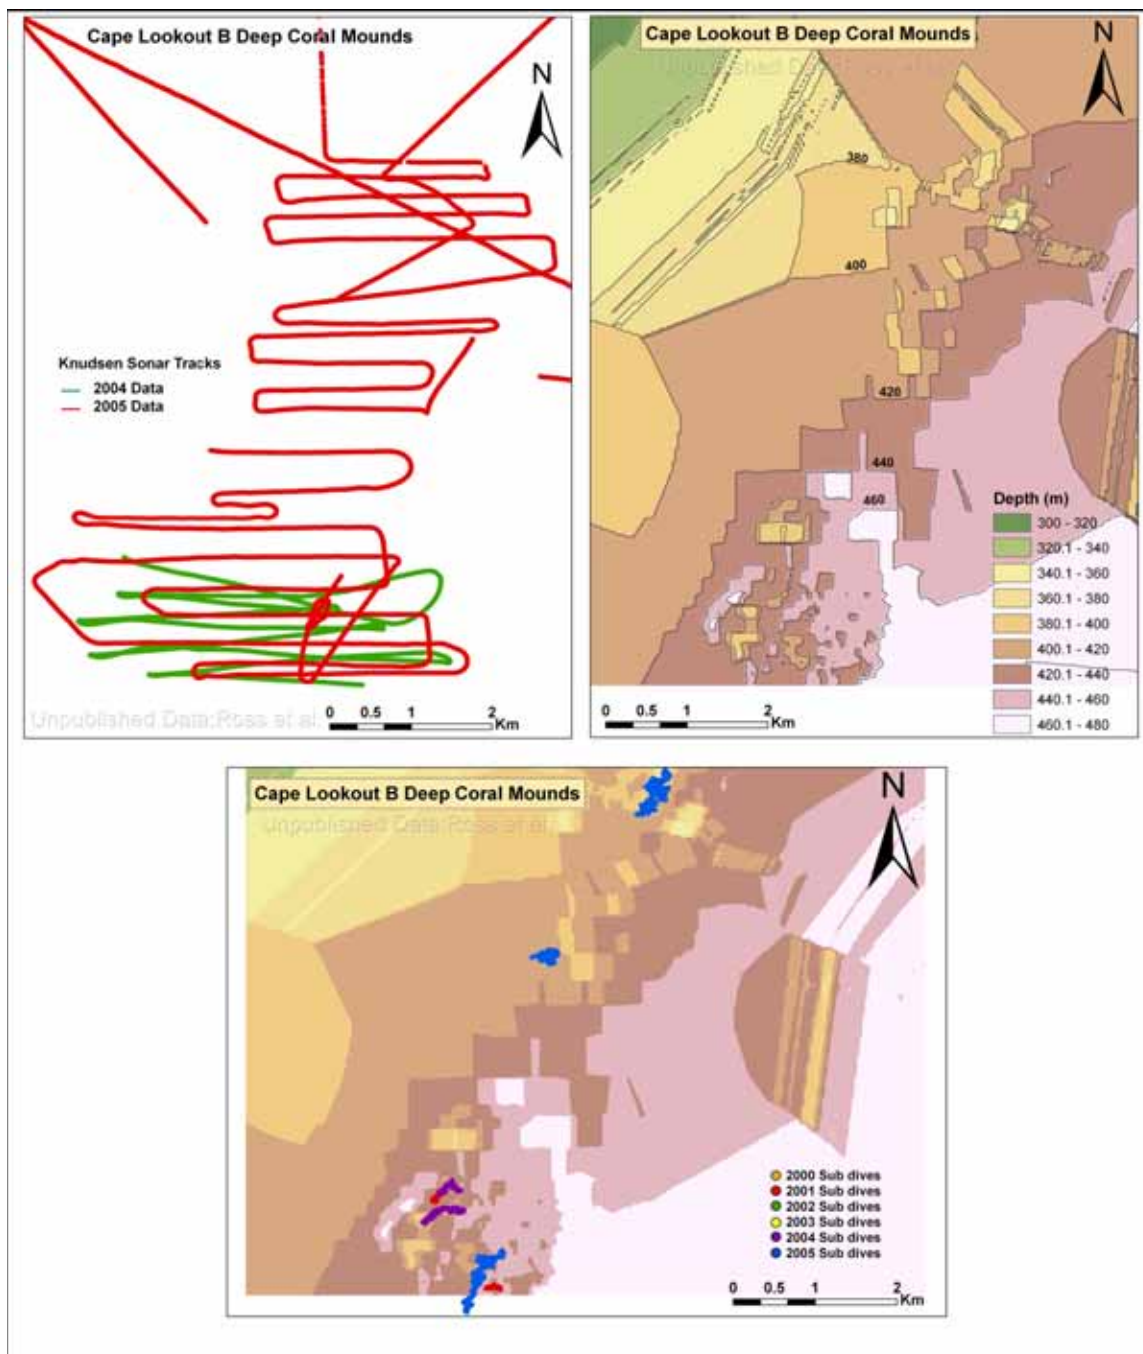 Cape Lookout B Deep Coral Mounds
N
Knudsen Sonar Tracks
2004 Data
2005 Data
Unpublished Data:Ross et al.
0 0.5 1 2
Km
Cape Lookout B Deep Coral Mounds
N
380
400
420
440
460
Depth (m)
300 - 320
320.1 - 340
340.1 - 360
360.1 - 380
380.1 - 400
400.1 - 420
420.1 - 440
440.1 - 460
460.1 - 480
0 0.5 1 2
Km
Cape Lookout B Deep Coral Mounds
Unpublished Data:Ross et al.
N
2000 Sub dives
2001 Sub dives
2002 Sub dives
2003 Sub dives
2004 Sub dives
2005 Sub dives
0 0.5 1 2
Km